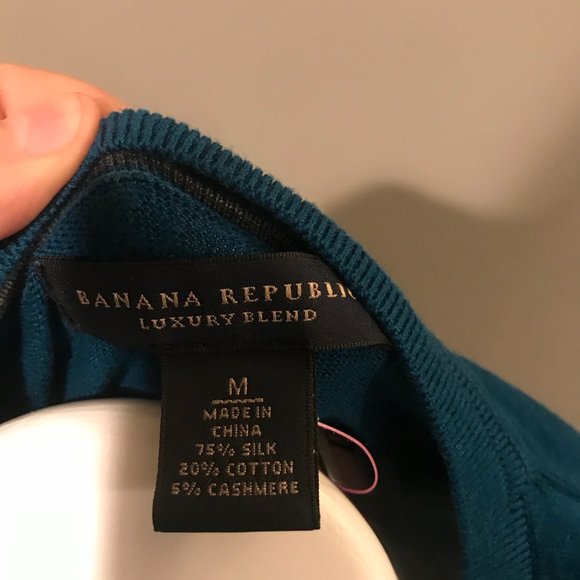 BANANA REPUBLIC
LUXURY BLEND
M
MADE IN
CHINA
75% SILK
20% COTTON
5% CASHMERE